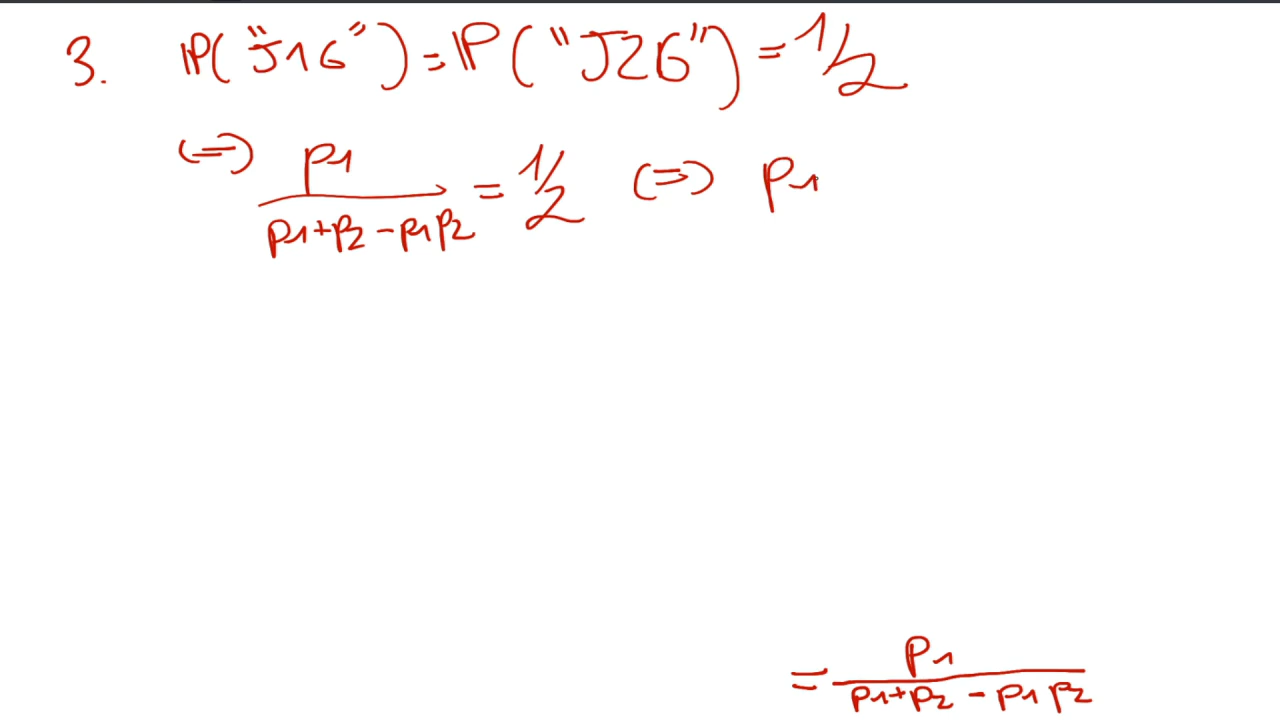 3. ℙ("J1G") = ℙ("J2G") = 1/2
(=) p1/(p1+p2-p1p2) = 1/2 (=) p1
= p1/(p1+p2-p1p2)